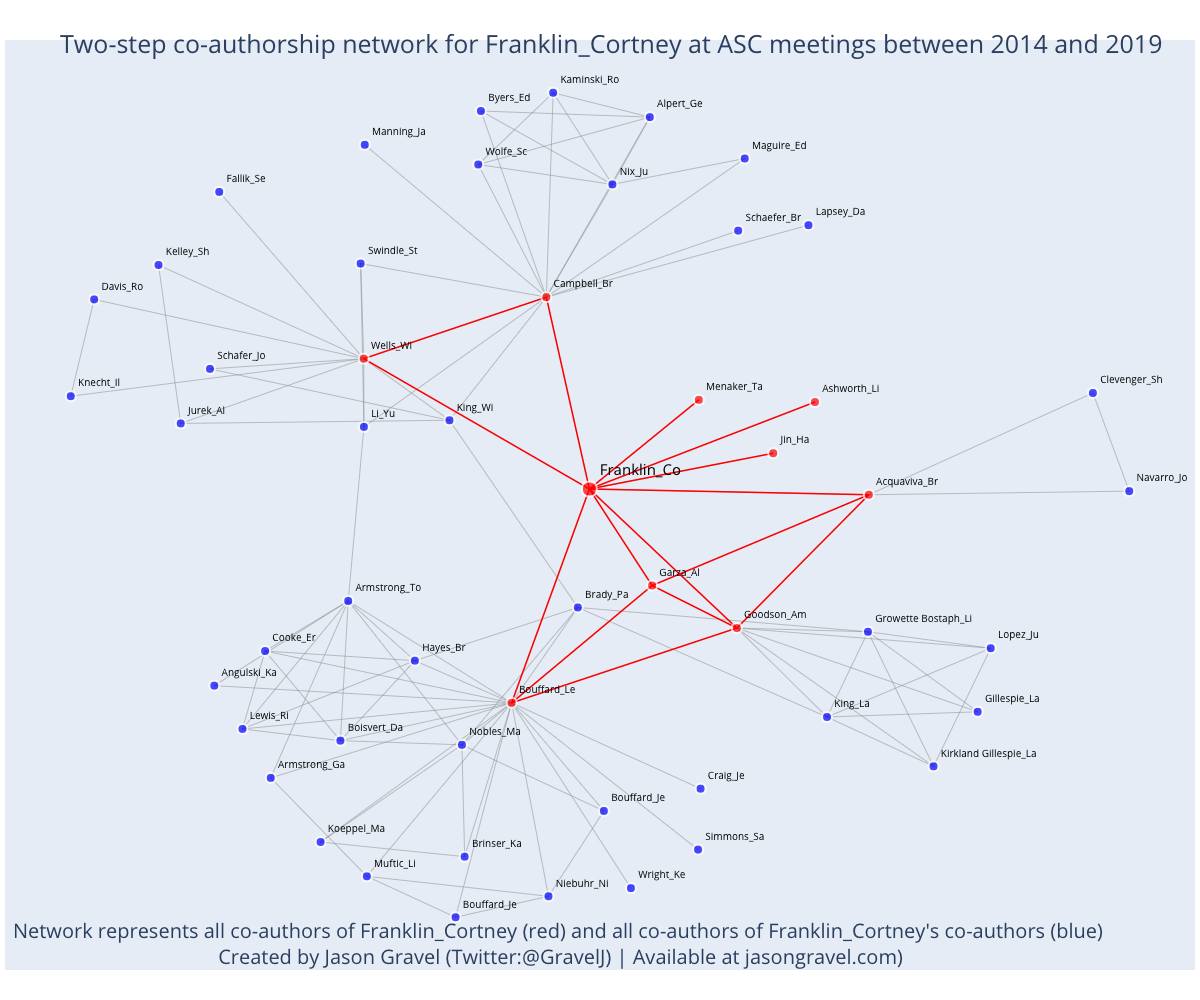 Two-step co-authorship network for Franklin_Cortney at ASC meetings between 2014 and 2019
Kaminski_Ro
Byers_Ed
Alpert_Ge
Manning_Ja
Wolfe_Sc
Maguire_Ed
Nix_Ju
Fallik_Se
Schaefer_Br
Lapsey_Da
Kelley_Sh
Swindle_St
Davis_Ro
Campbell_Br
Wells_Wi
Schafer_Jo
Knecht_Il
Menaker_Ta
Ashworth_Li
Clevenger_Sh
Jurek_Al
Li_Yu
King_Wi
Jin_Ha
Franklin_Co
Acquaviva_Br
Navarro_Jo
Garza_Al
Armstrong_To
Brady_Pa
Goodson_Am
Growette Bostaph_Li
Cooke_Er
Hayes_Br
Lopez_Ju
Angulski_Ka
Bouffard_Le
Gillespie_La
King_La
Lewis_Ri
Boisvert_Da
Nobles_Ma
Kirkland Gillespie_La
Armstrong_Ga
Craig_Je
Bouffard_Je
Koeppel_Ma
Simmons_Sa
Brinser_Ka
Muftic_Li
Wright_Ke
Niebuhr_Ni
Bouffard_Je
Network represents all co-authors of Franklin_Cortney (red) and all co-authors of Franklin_Cortney's co-authors (blue)
Created by Jason Gravel (Twitter:@GravelJ) | Available at jasongravel.com)